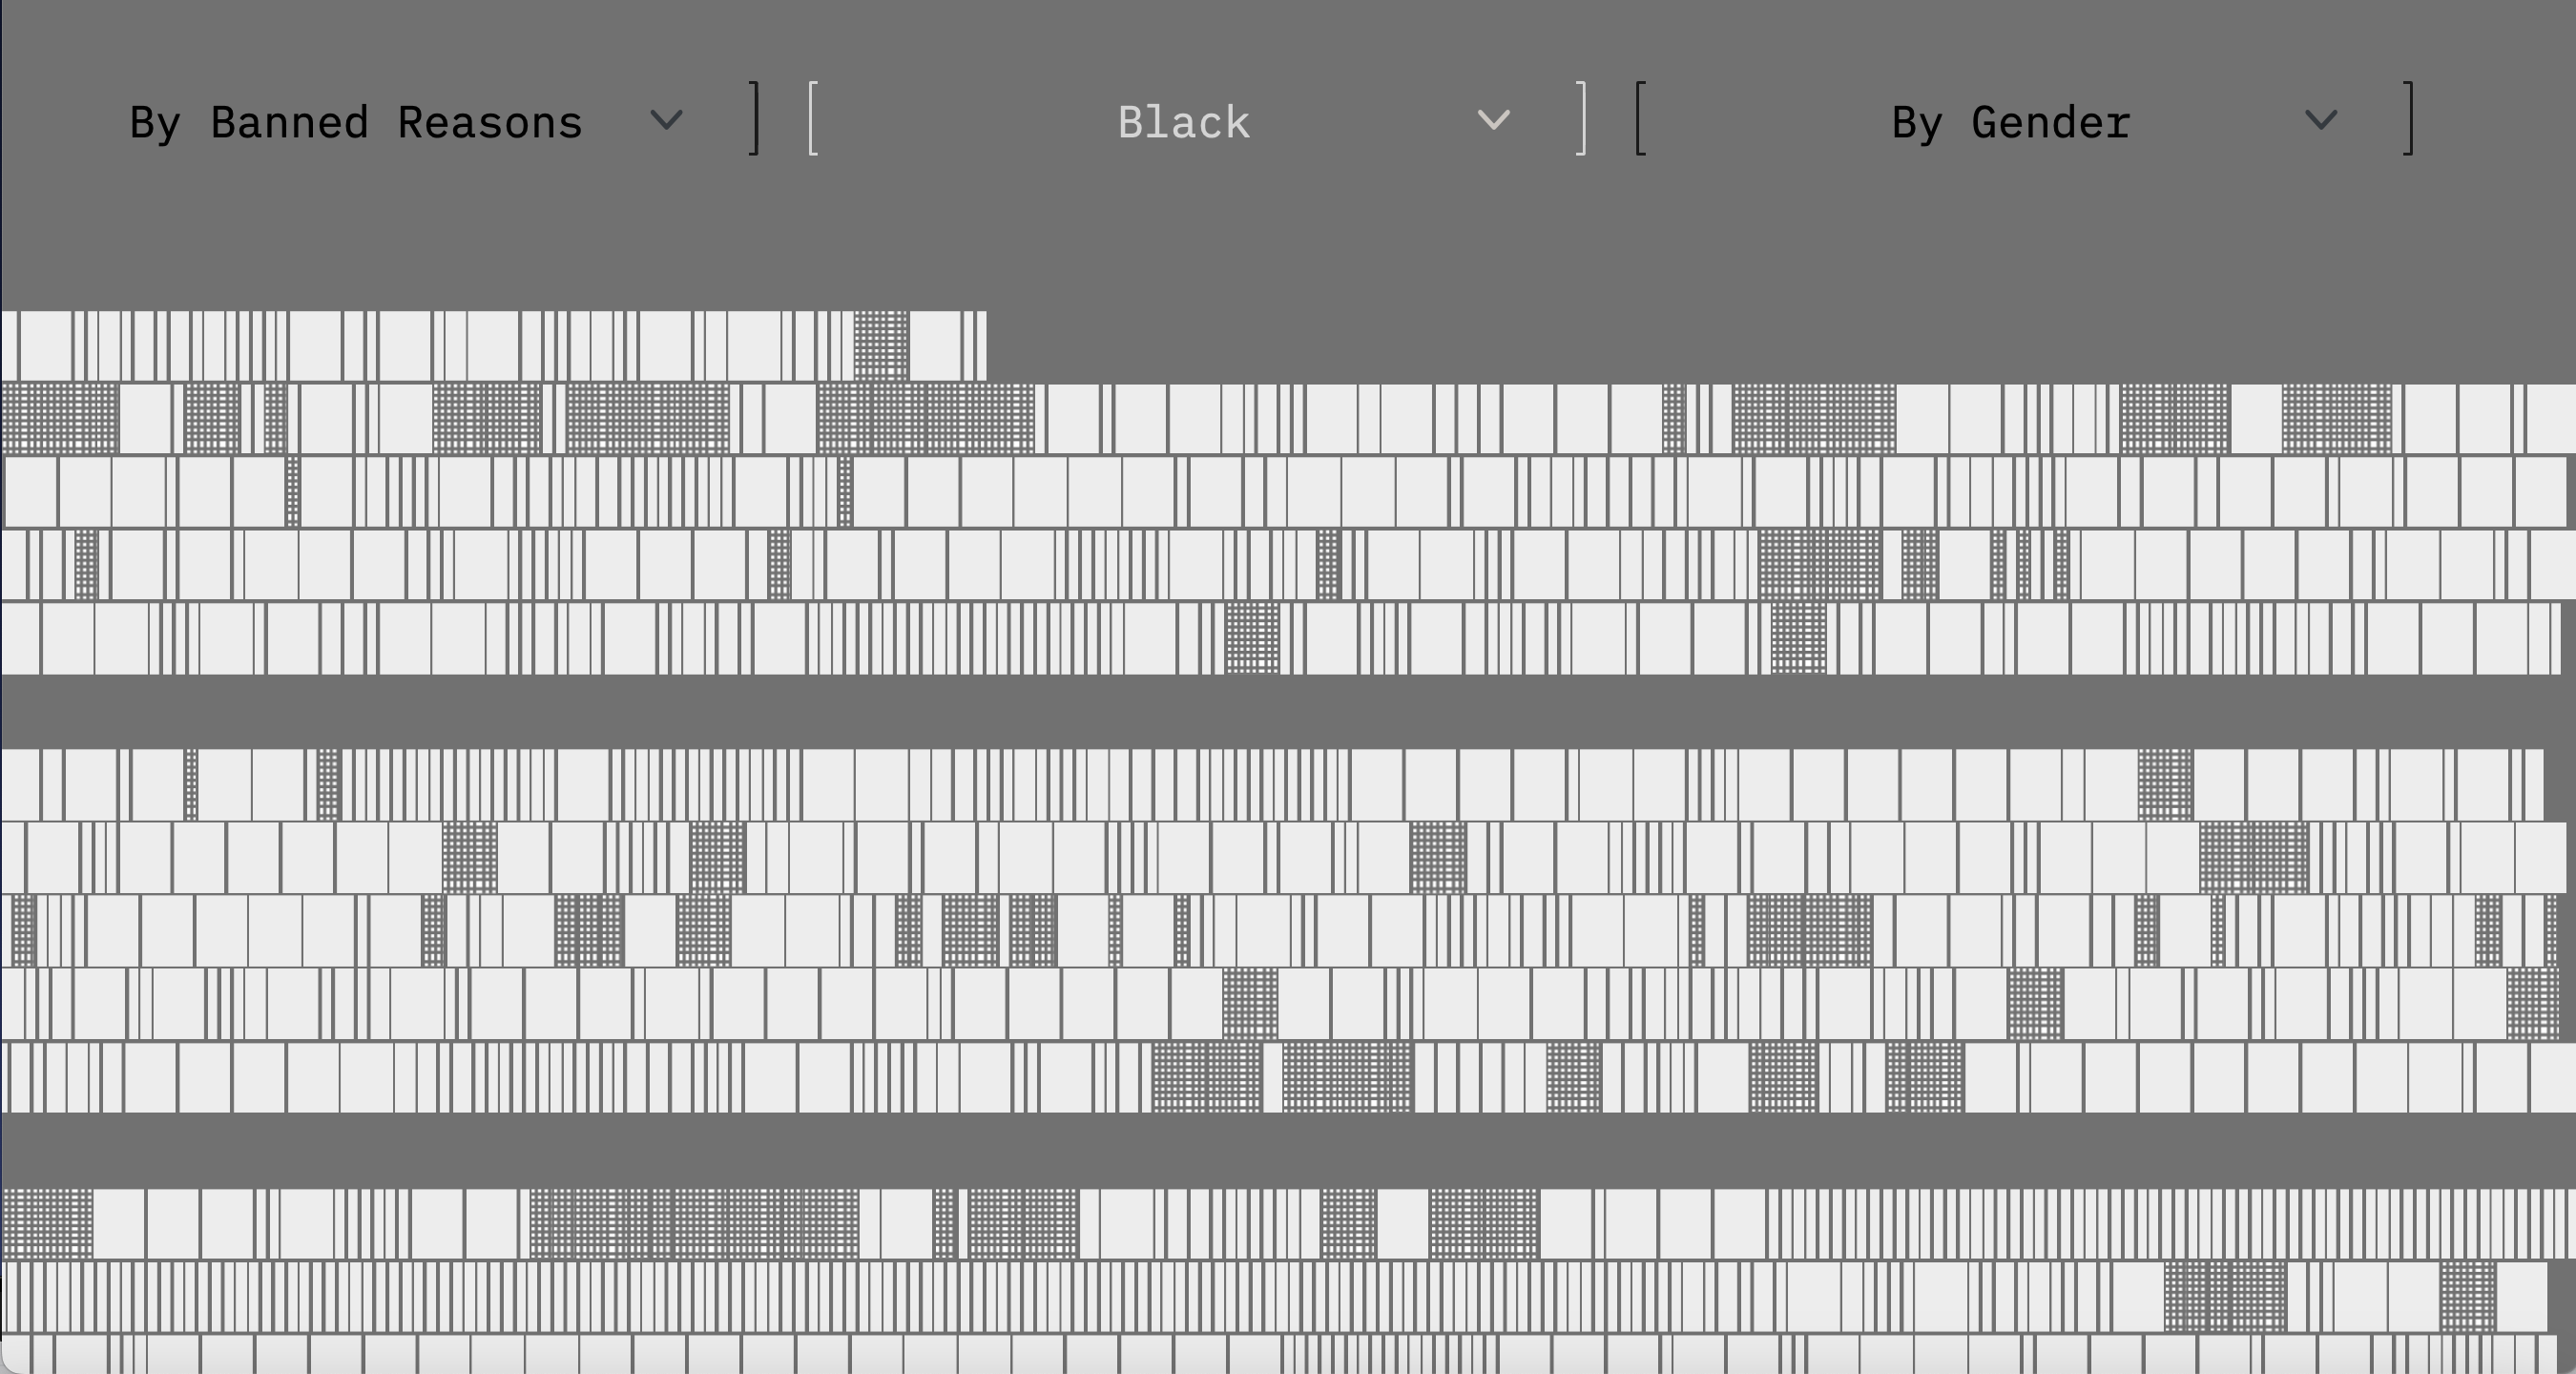 By Banned Reasons ] [ Black ] [ By Gender ]